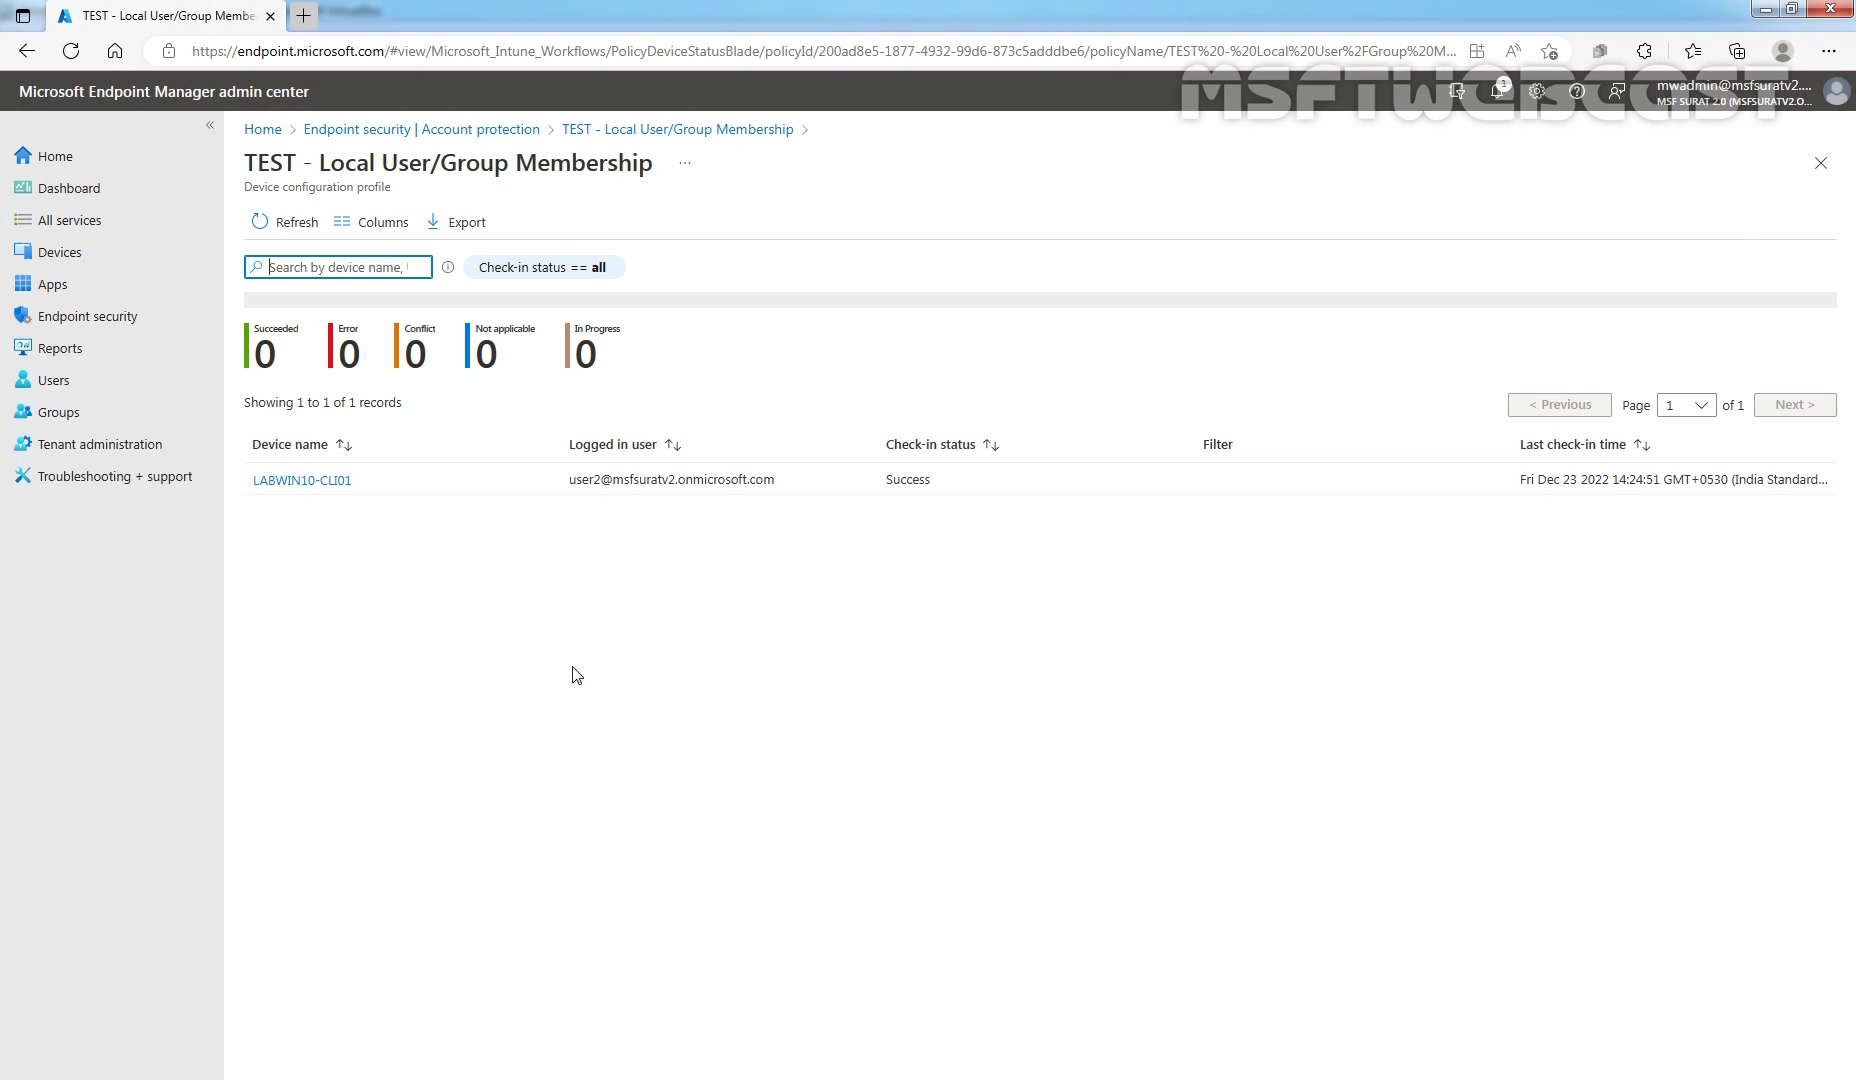 TEST - Local User/Group Membe
https://endpoint.microsoft.com/#view/Microsoft_Intune_Workflows/PolicyDeviceStatusBlade/policyId/200ad8e5-1877-4932-99d6-873c5adddbe6/policyName/TEST%20-%20Local%20User%2FGroup%20M...
Microsoft Endpoint Manager admin center
MSFTWEBCAST
1
mwadmin@msfsuratv2....
MSF SURAT 2.0 (MSFSURATV2.O...
Home
Dashboard
All services
Devices
Apps
Endpoint security
Reports
Users
Groups
Tenant administration
Troubleshooting + support
Home > Endpoint security | Account protection > TEST - Local User/Group Membership >
TEST - Local User/Group Membership ...
Device configuration profile
Refresh Columns Export
Search by device name,
Check-in status == all
Succeeded Error Conflict Not applicable In Progress
0 0 0 0 0
Showing 1 to 1 of 1 records
< Previous Page 1 of 1 Next >
Device name Logged in user Check-in status Filter Last check-in time
LABWIN10-CLI01 user2@msfsuratv2.onmicrosoft.com Success Fri Dec 23 2022 14:24:51 GMT+0530 (India Standard...